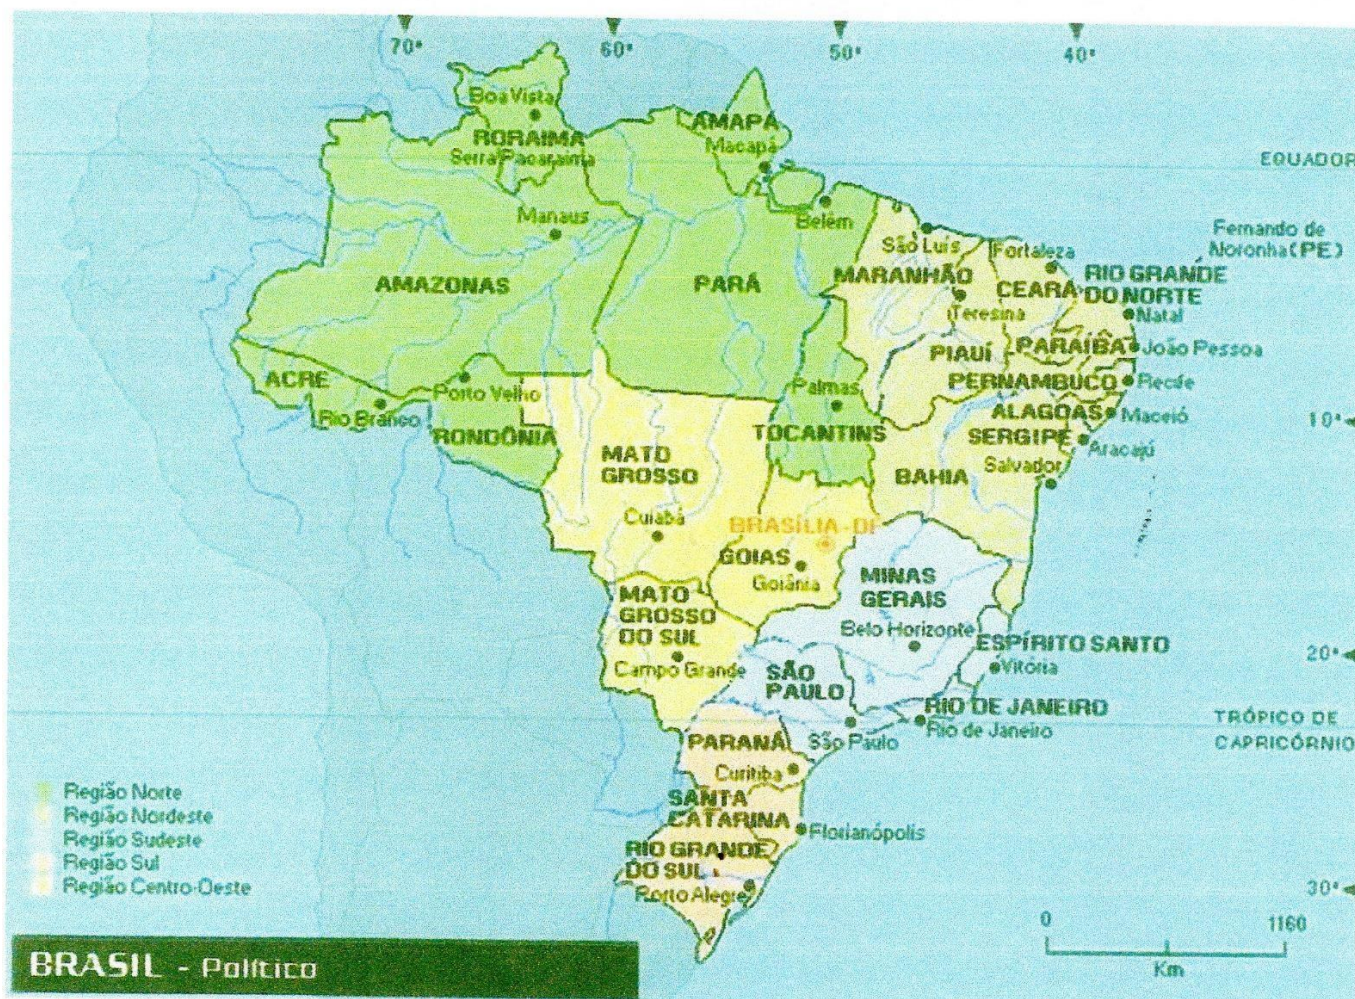 70°
60°
50°
40°
Boa Vista
RORAIMA
Serra Pacaraima
AMAPÁ
Macapá
EQUADOR
Manaus
Belém
São Luís
Fortaleza
Fernando de
Noronha(PE)
AMAZONAS
PARÁ
MARANHÃO
Teresina
CEARÁ
RIO GRANDE
DO NORTE
Natal
PIAUÍ
PARAÍBA
João Pessoa
ACRE
Rio Branco
Porto Velho
RONDÔNIA
Palmas
TOCANTINS
PERNAMBUCO
Recife
ALAGOAS
Maceió
SERGIPE
Aracajú
10°
MATO
GROSSO
Cuiabá
BAHIA
Salvador
BRASÍLIA-DF
GOIAS
Goiânia
MINAS
GERAIS
Belo Horizonte
MATO
GROSSO
DO SUL
Campo Grande
ESPÍRITO SANTO
Vitória
20°
SÃO
PAULO
São Paulo
RIO DE JANEIRO
Rio de Janeiro
TRÓPICO DE
CAPRICÓRNIO
PARANÁ
Curitiba
SANTA
CATARINA
Florianópolis
RIO GRANDE
DO SUL
Porto Alegre
30°
Região Norte
Região Nordeste
Região Sudeste
Região Sul
Região Centro-Oeste
0
1160
Km
BRASIL - Político